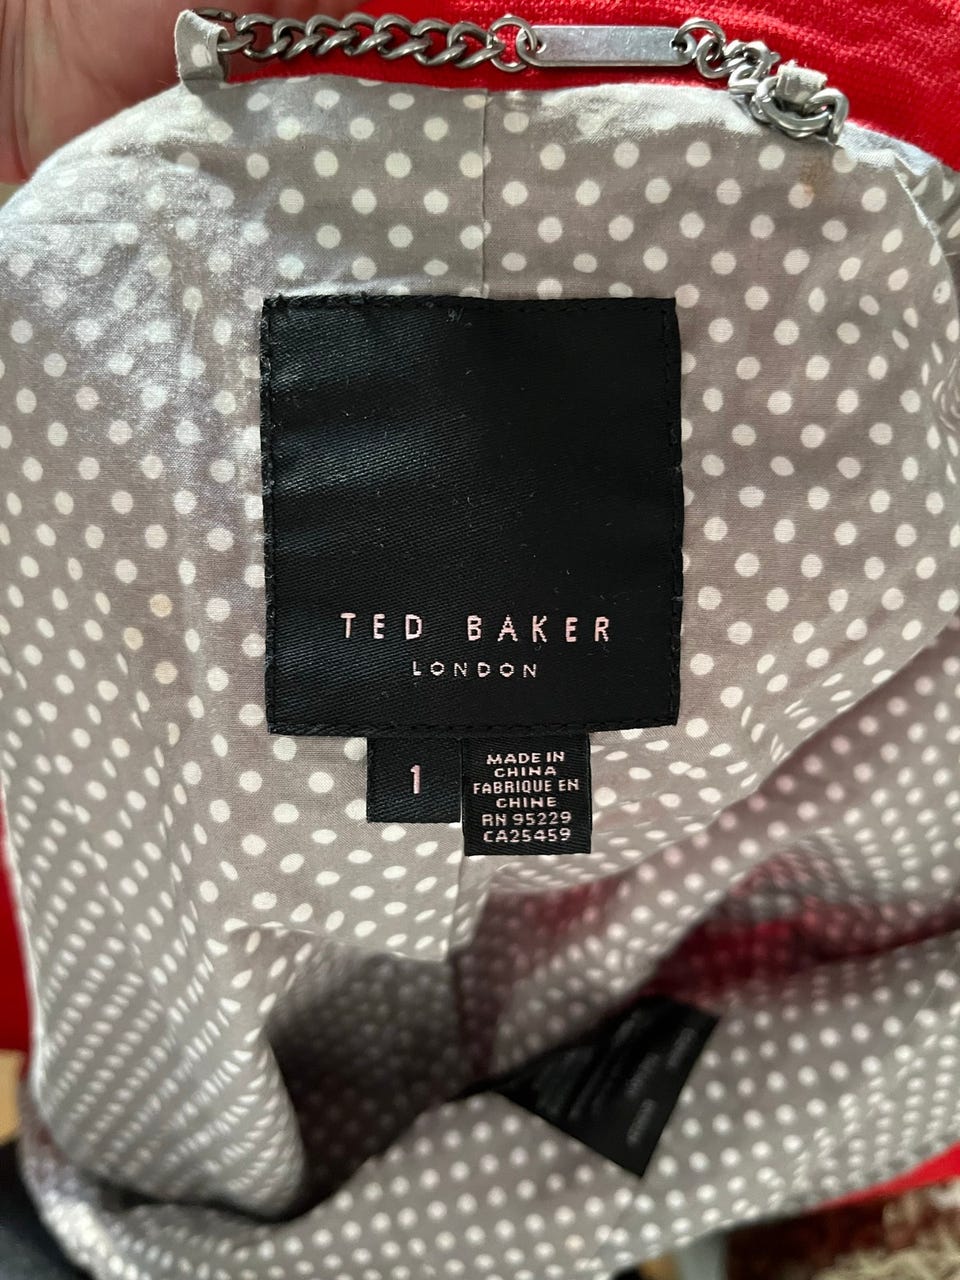 TED BAKER
LONDON
1
MADE IN
CHINA
FABRIQUE EN
CHINE
RN 95229
CA25459